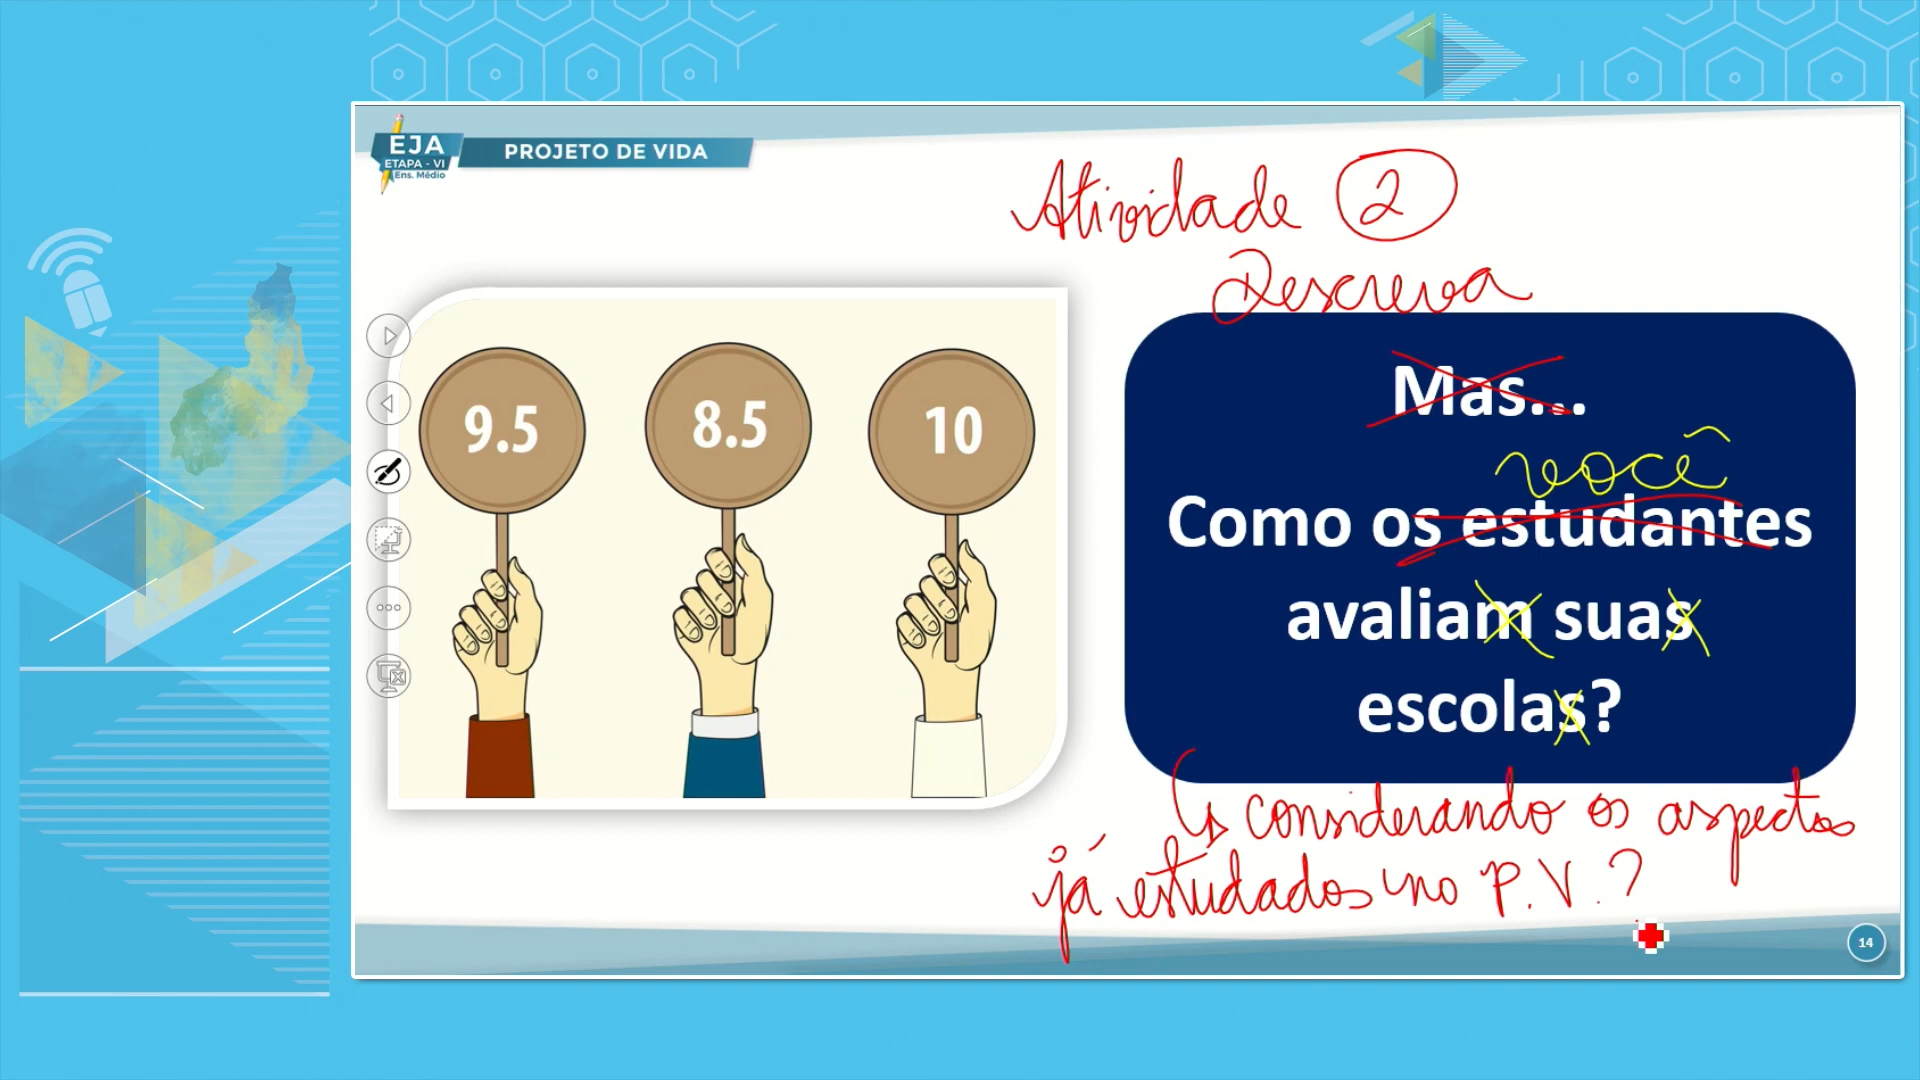 EJA
ETAPA - VI
Ens. Médio
PROJETO DE VIDA
Atividade 2
Descreva
9.5
8.5
10
Mas...
você
Como os estudantes
avaliam suas
escolas?
considerando os aspectos
já estudados no P.V.?
14